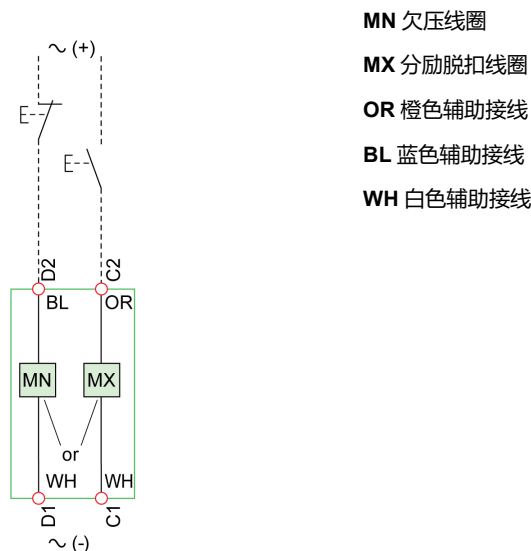 MN 欠压线圈
MX 分励脱扣线圈
OR 橙色辅助接线
BL 蓝色辅助接线
WH 白色辅助接线
~ (+)
D2 C2
BL OR
MN MX
or
WH WH
D1 C1
~ (-)